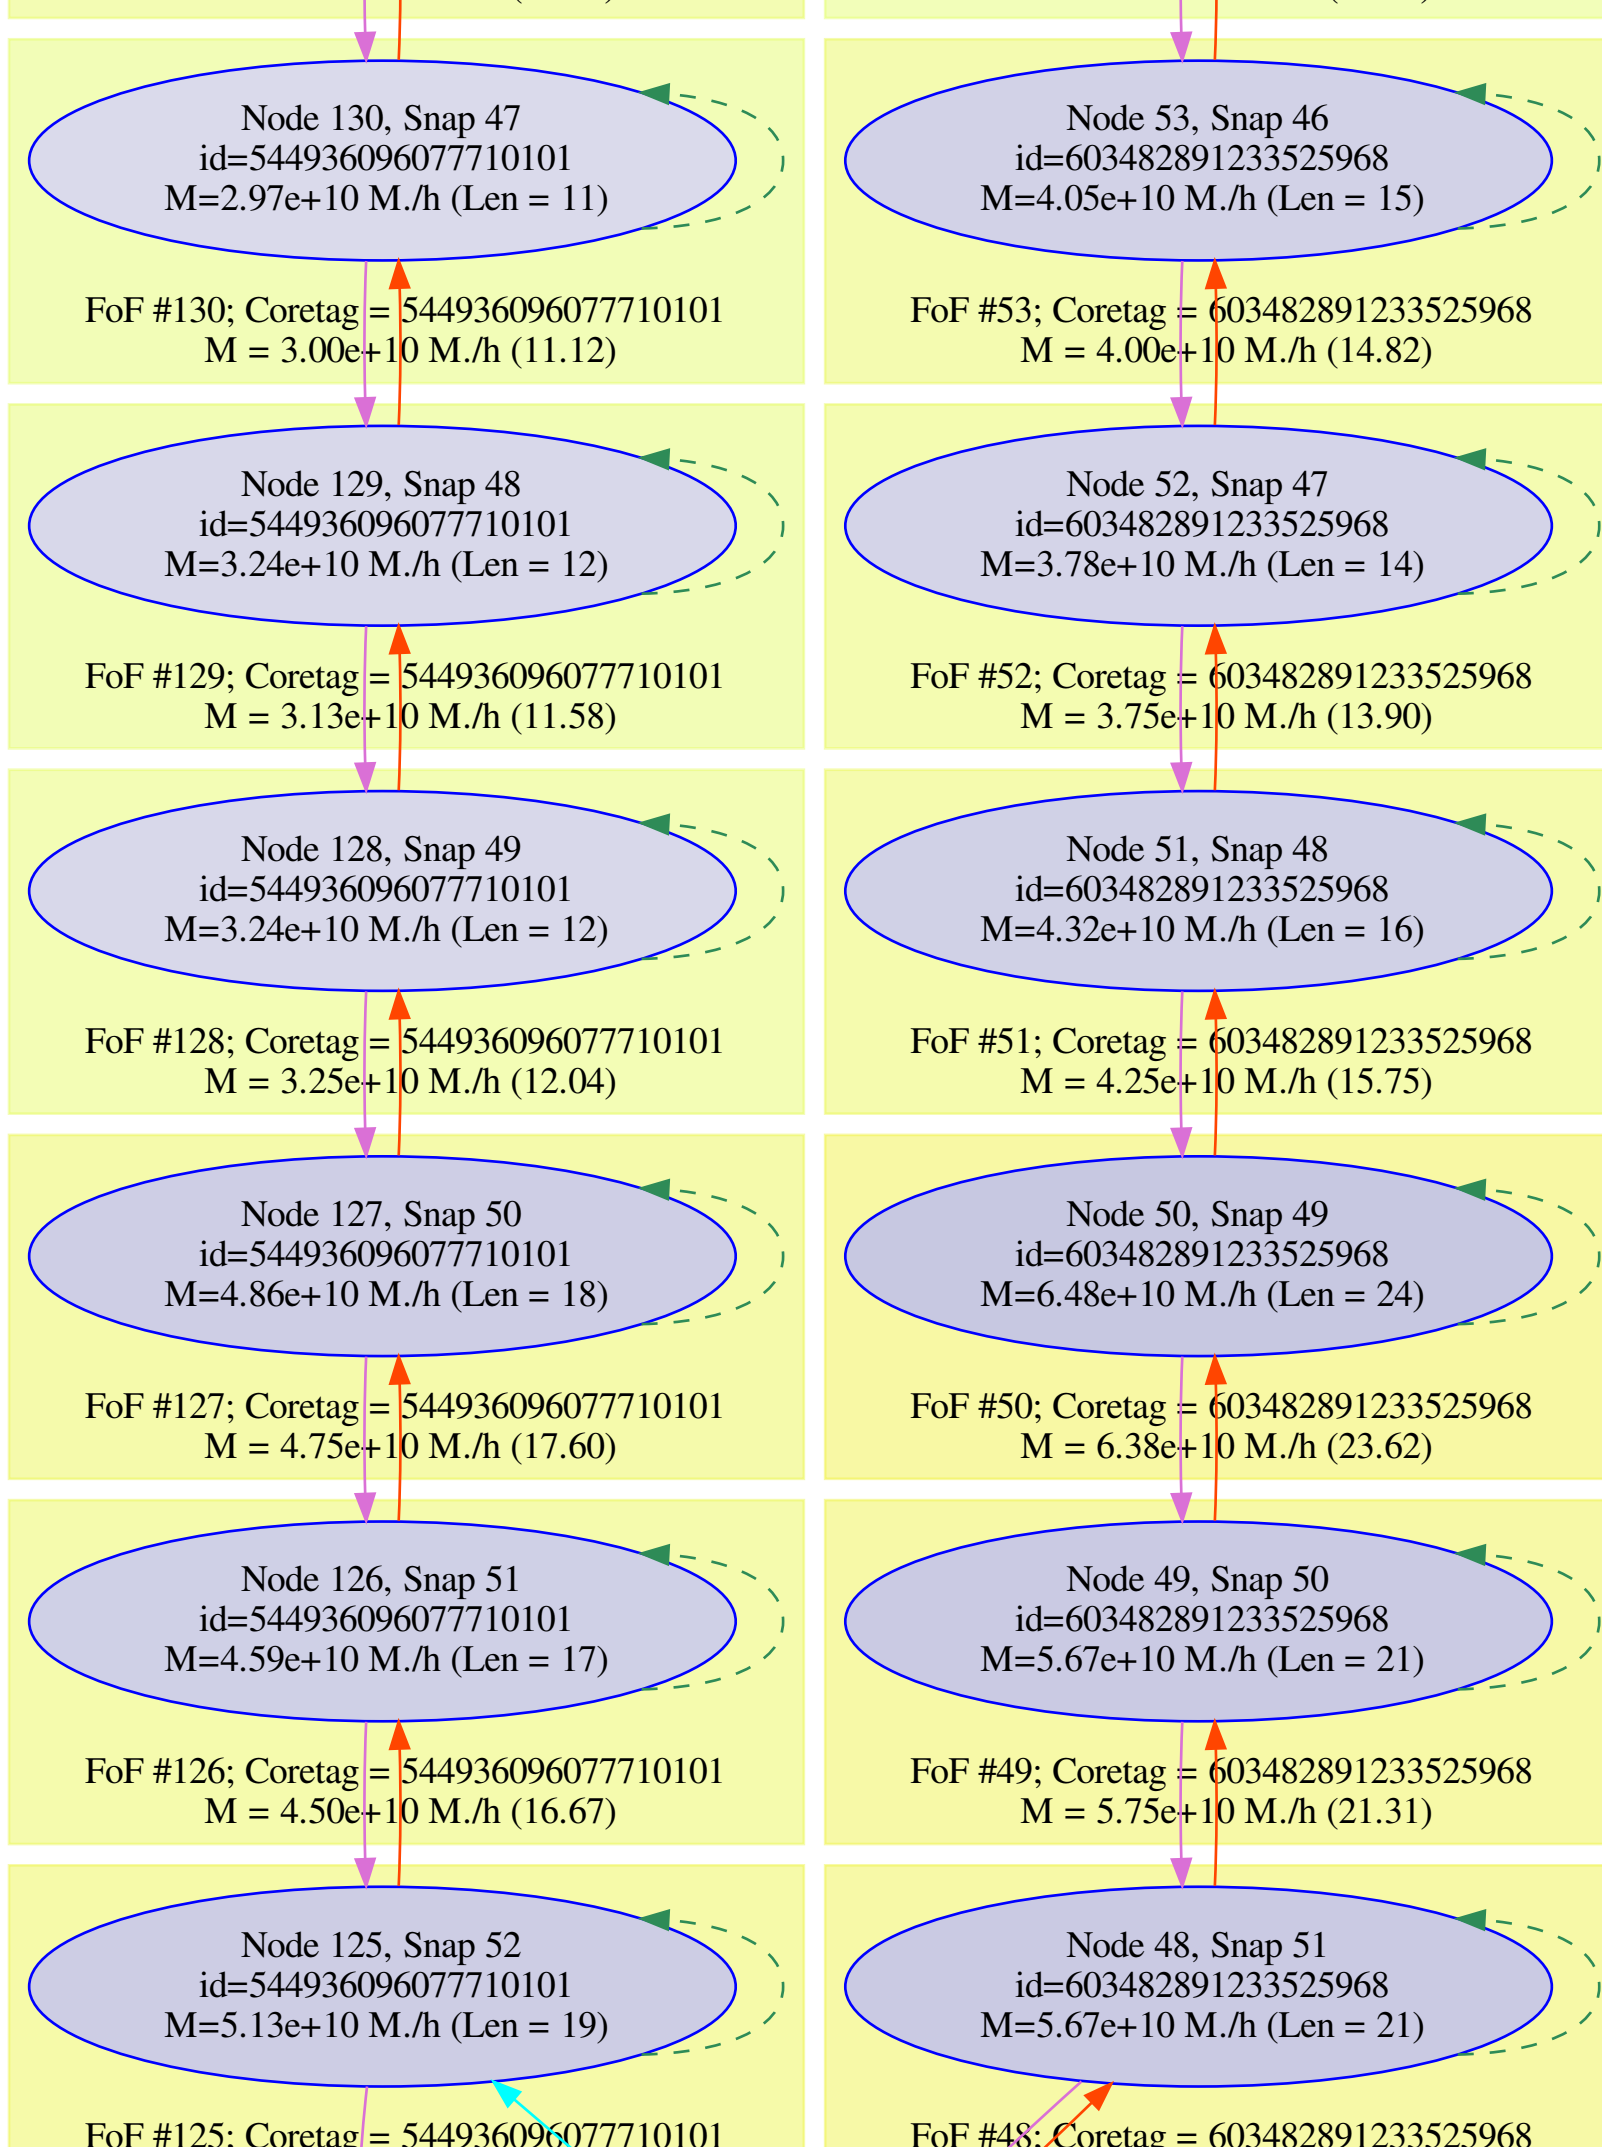 Node 130, Snap 47
id=544936096077710101
M=2.97e+10 M./h (Len = 11)
FoF #130; Coretag = 544936096077710101
M = 3.00e+10 M./h (11.12)
Node 129, Snap 48
id=544936096077710101
M=3.24e+10 M./h (Len = 12)
FoF #129; Coretag = 544936096077710101
M = 3.13e+10 M./h (11.58)
Node 128, Snap 49
id=544936096077710101
M=3.24e+10 M./h (Len = 12)
FoF #128; Coretag = 544936096077710101
M = 3.25e+10 M./h (12.04)
Node 127, Snap 50
id=544936096077710101
M=4.86e+10 M./h (Len = 18)
FoF #127; Coretag = 544936096077710101
M = 4.75e+10 M./h (17.60)
Node 126, Snap 51
id=544936096077710101
M=4.59e+10 M./h (Len = 17)
FoF #126; Coretag = 544936096077710101
M = 4.50e+10 M./h (16.67)
Node 125, Snap 52
id=544936096077710101
M=5.13e+10 M./h (Len = 19)
FoF #125; Coretag = 544936096077710101
Node 53, Snap 46
id=603482891233525968
M=4.05e+10 M./h (Len = 15)
FoF #53; Coretag = 603482891233525968
M = 4.00e+10 M./h (14.82)
Node 52, Snap 47
id=603482891233525968
M=3.78e+10 M./h (Len = 14)
FoF #52; Coretag = 603482891233525968
M = 3.75e+10 M./h (13.90)
Node 51, Snap 48
id=603482891233525968
M=4.32e+10 M./h (Len = 16)
FoF #51; Coretag = 603482891233525968
M = 4.25e+10 M./h (15.75)
Node 50, Snap 49
id=603482891233525968
M=6.48e+10 M./h (Len = 24)
FoF #50; Coretag = 603482891233525968
M = 6.38e+10 M./h (23.62)
Node 49, Snap 50
id=603482891233525968
M=5.67e+10 M./h (Len = 21)
FoF #49; Coretag = 603482891233525968
M = 5.75e+10 M./h (21.31)
Node 48, Snap 51
id=603482891233525968
M=5.67e+10 M./h (Len = 21)
FoF #48; Coretag = 603482891233525968